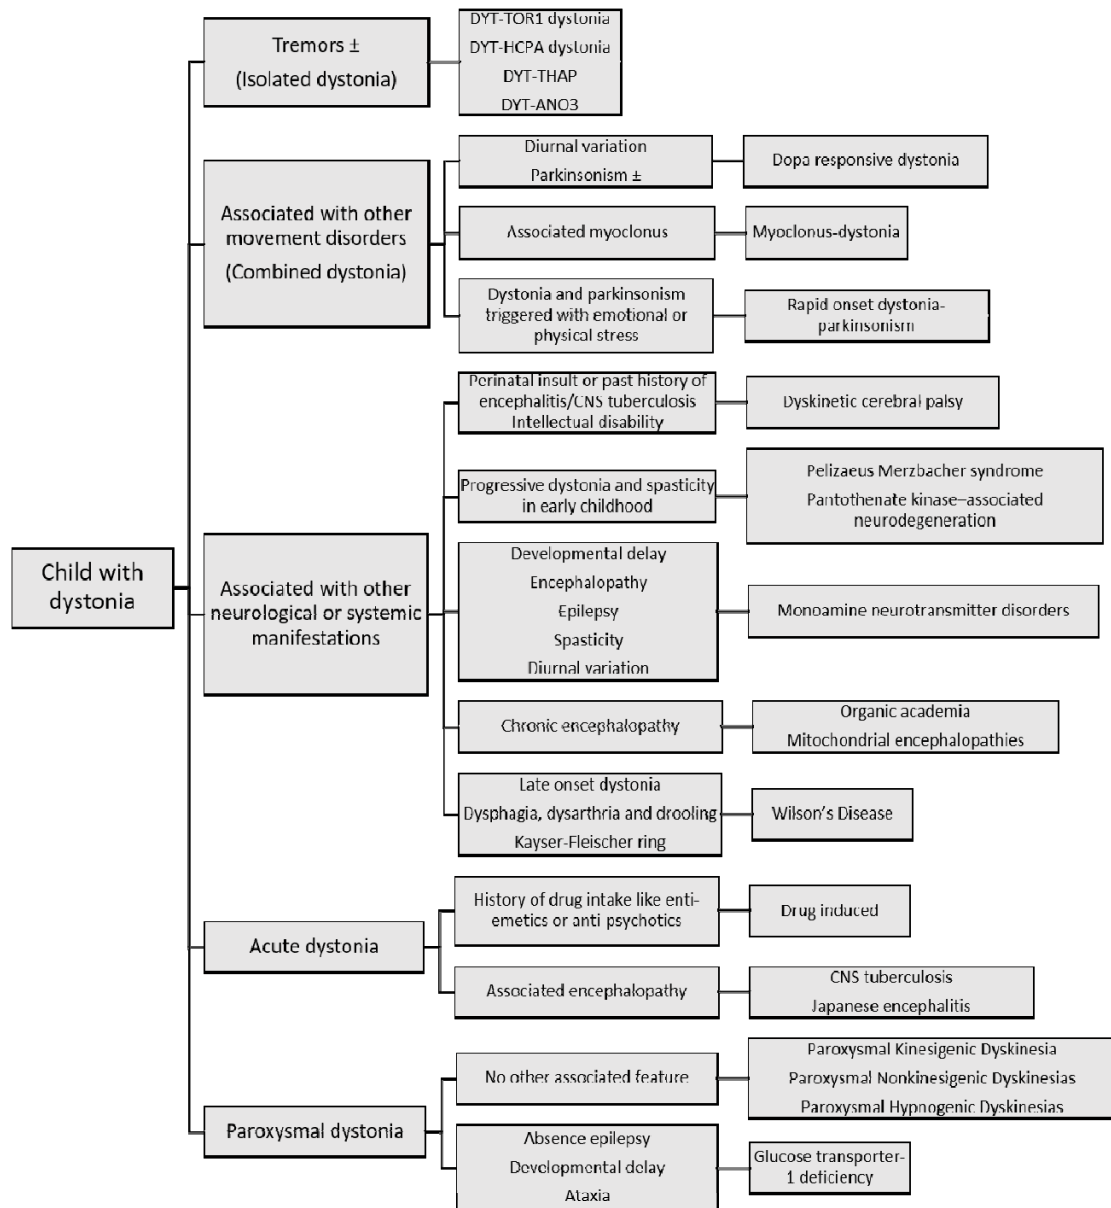 Child with
dystonia
Tremors ±
(Isolated dystonia)
DYT-TOR1 dystonia
DYT-HCPA dystonia
DYT-THAP
DYT-ANO3
Associated with other
movement disorders
(Combined dystonia)
Diurnal variation
Parkinsonism ±
Dopa responsive dystonia
Associated myoclonus
Myoclonus-dystonia
Dystonia and parkinsonism
triggered with emotional or
physical stress
Rapid onset dystonia-
parkinsonism
Associated with other
neurological or systemic
manifestations
Perinatal insult or past history of
encephalitis/CNS tuberculosis
Intellectual disability
Dyskinetic cerebral palsy
Progressive dystonia and spasticity
in early childhood
Pelizaeus Merzbacher syndrome
Pantothenate kinase–associated
neurodegeneration
Developmental delay
Encephalopathy
Epilepsy
Spasticity
Diurnal variation
Monoamine neurotransmitter disorders
Chronic encephalopathy
Organic academia
Mitochondrial encephalopathies
Late onset dystonia
Dysphagia, dysarthria and drooling
Kayser-Fleischer ring
Wilson's Disease
Acute dystonia
History of drug intake like enti-
emetics or anti psychotics
Drug induced
Associated encephalopathy
CNS tuberculosis
Japanese encephalitis
Paroxysmal dystonia
No other associated feature
Paroxysmal Kinesigenic Dyskinesia
Paroxysmal Nonkinesigenic Dyskinesias
Paroxysmal Hypnogenic Dyskinesias
Absence epilepsy
Developmental delay
Ataxia
Glucose transporter-
1 deficiency